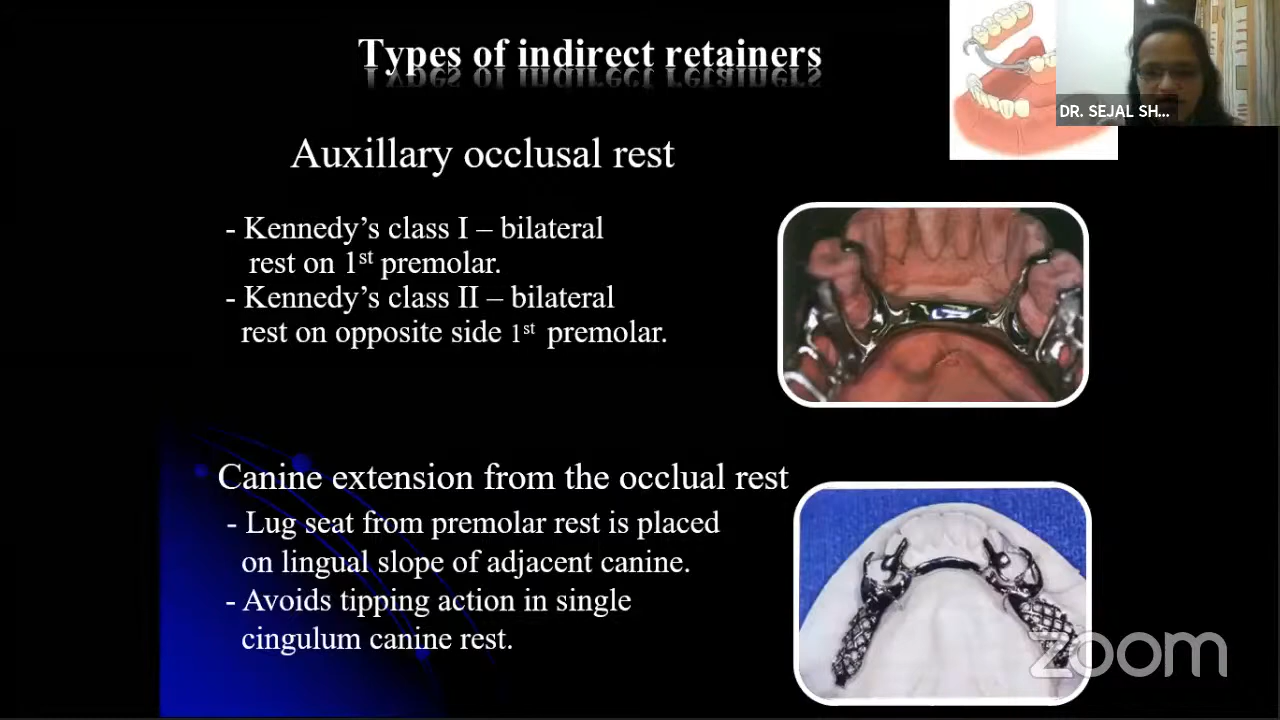 Types of indirect retainers
DR. SEJAL SH...
Auxillary occlusal rest
- Kennedy’s class I – bilateral
rest on 1st premolar.
- Kennedy’s class II – bilateral
rest on opposite side 1st premolar.
Canine extension from the occlual rest
- Lug seat from premolar rest is placed
on lingual slope of adjacent canine.
- Avoids tipping action in single
cingulum canine rest.
zoom